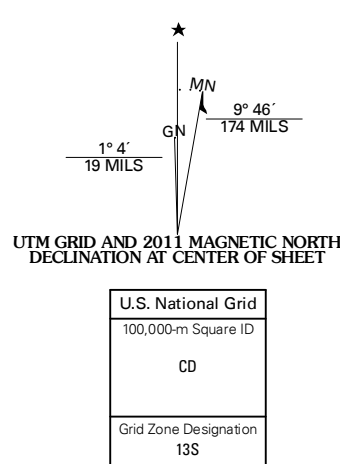 MN
GN
9° 46´
174 MILS
1° 4´
19 MILS
UTM GRID AND 2011 MAGNETIC NORTH
DECLINATION AT CENTER OF SHEET
U.S. National Grid
100,000-m Square ID
CD
Grid Zone Designation
13S